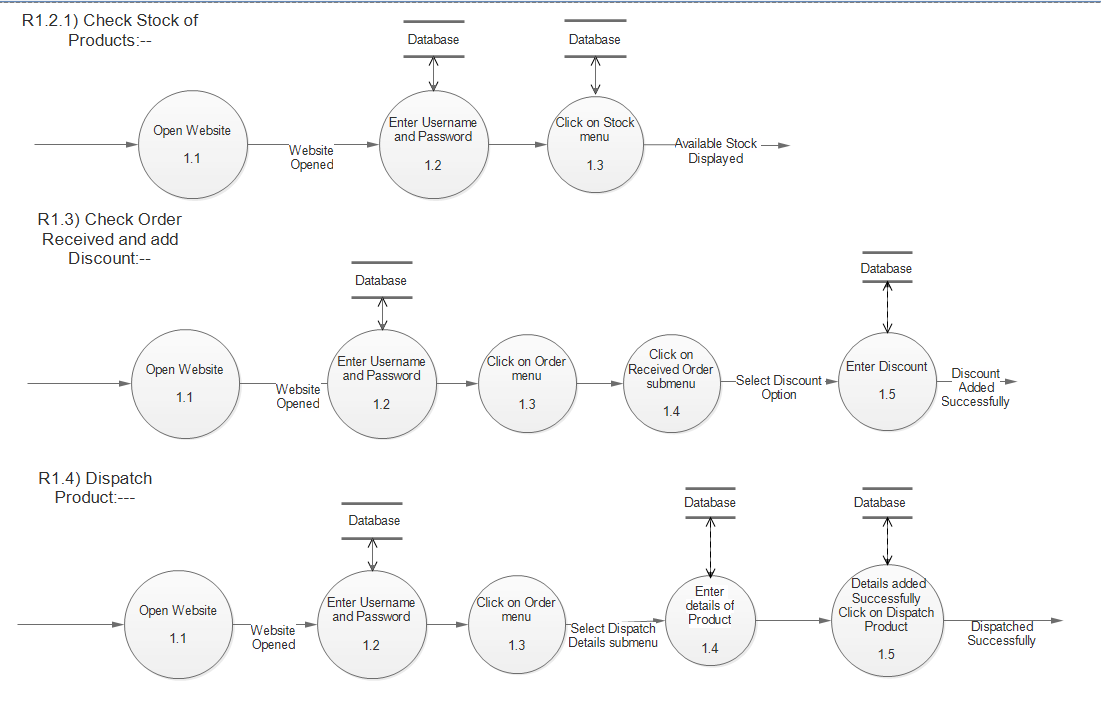 R1.2.1) Check Stock of
Products:--
Database
Database
Open Website
1.1
Website
Opened
Enter Username
and Password
1.2
Click on Stock
menu
1.3
Available Stock
Displayed
R1.3) Check Order
Received and add
Discount:--
Database
Database
Open Website
1.1
Website
Opened
Enter Username
and Password
1.2
Click on Order
menu
1.3
Click on
Received Order
submenu
1.4
Select Discount
Option
Enter Discount
1.5
Discount
Added
Successfully
R1.4) Dispatch
Product:---
Database
Database
Database
Open Website
1.1
Website
Opened
Enter Username
and Password
1.2
Click on Order
menu
1.3
Select Dispatch
Details submenu
Enter
details of
Product
1.4
Details added
Successfully
Click on Dispatch
Product
1.5
Dispatched
Successfully